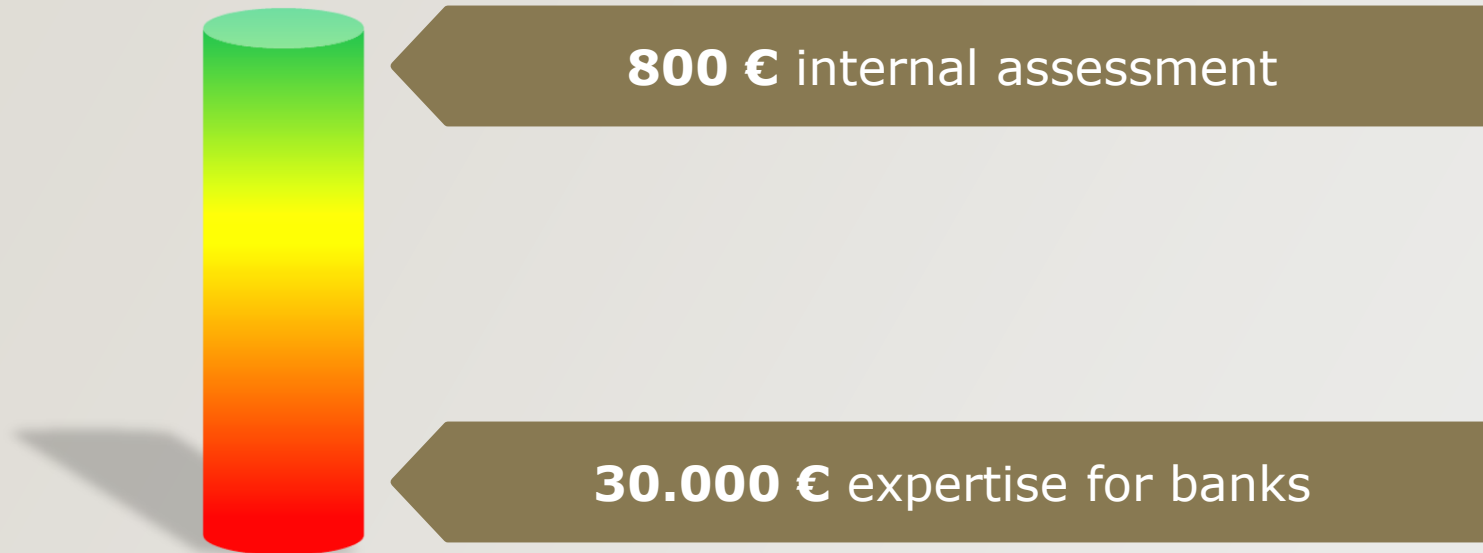 800 € internal assessment
30.000 € expertise for banks